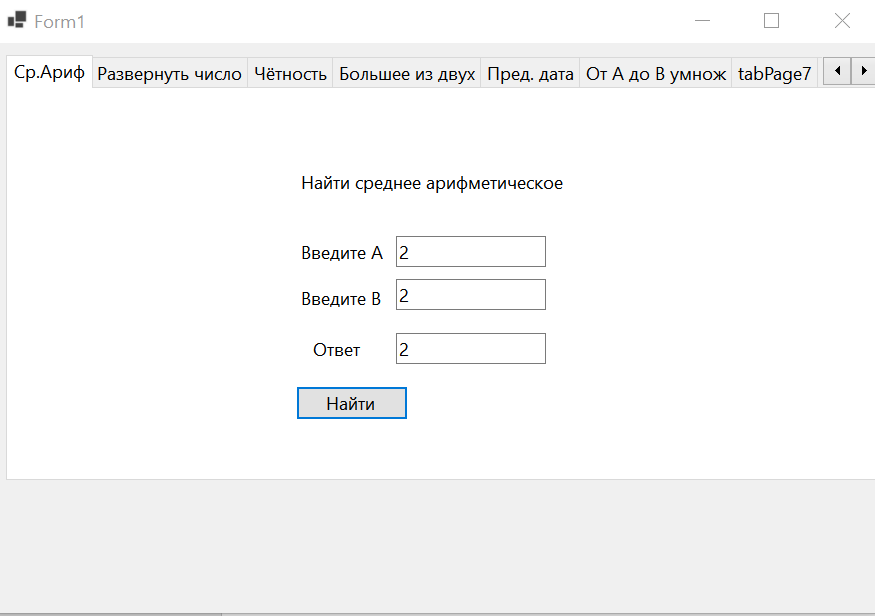 Form1
Ср.Ариф Развернуть число Чётность Большее из двух Пред. дата От А до В умнож tabPage7
Найти среднее арифметическое
Введите А 2
Введите В 2
Ответ 2
Найти